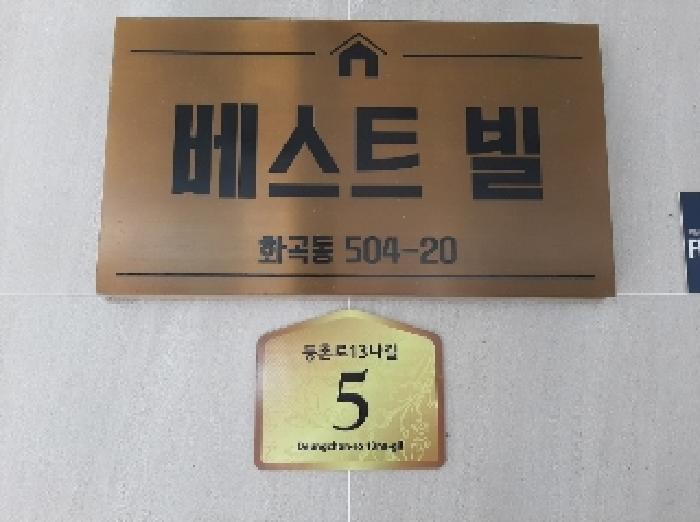 베스트 빌
화곡동 504-20
등촌로13나길
5
Deungchon-ro 13na-gil